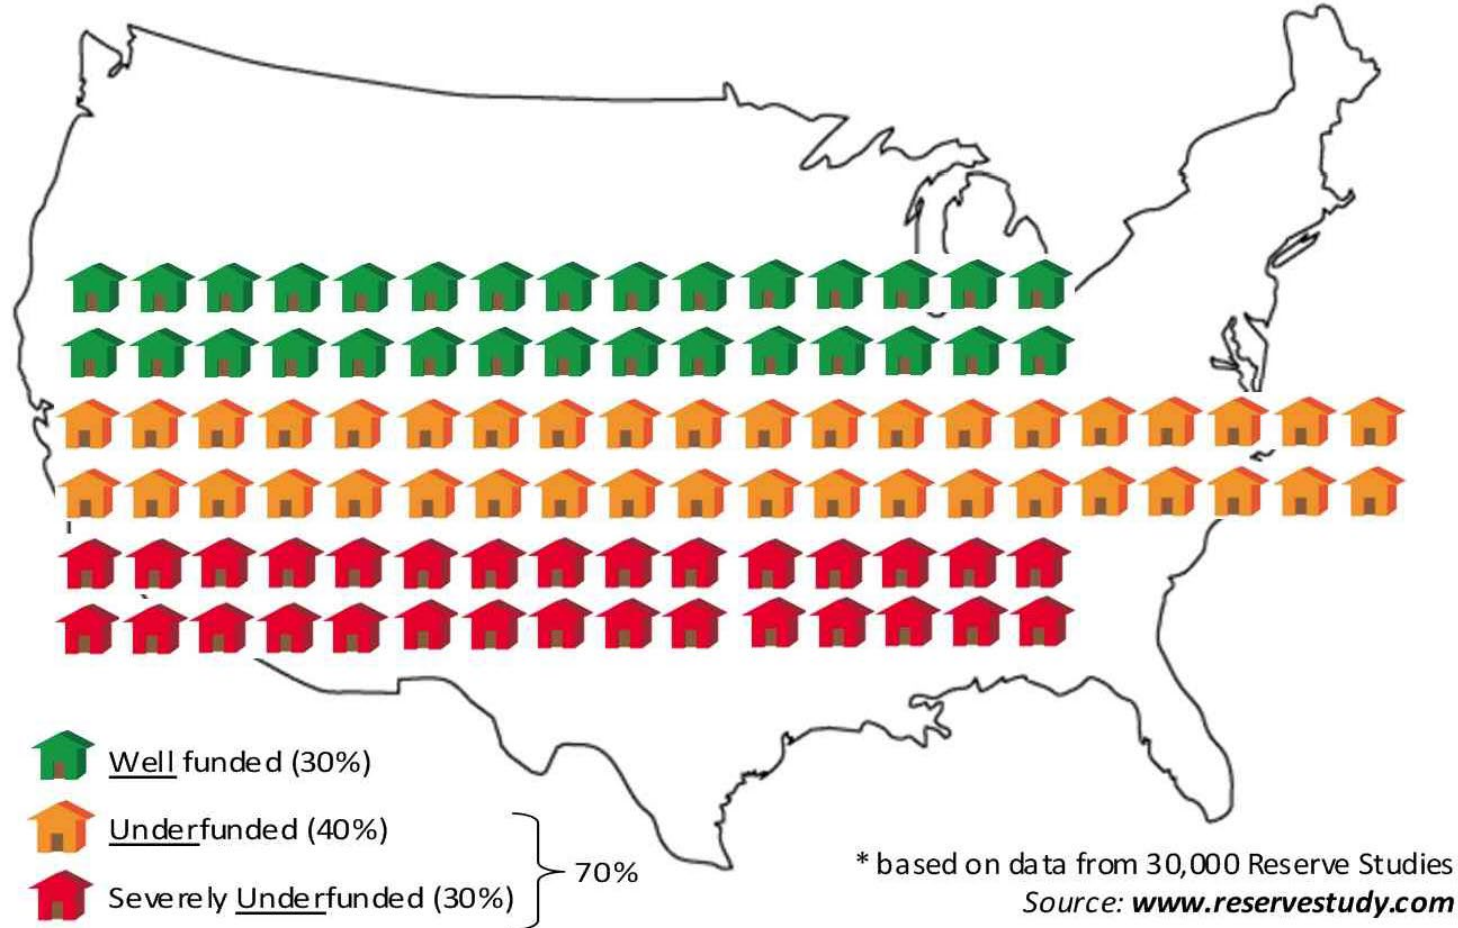 Well funded (30%)
Underfunded (40%)
70%
Severely Underfunded (30%)
* based on data from 30,000 Reserve Studies
Source: www.reservestudy.com